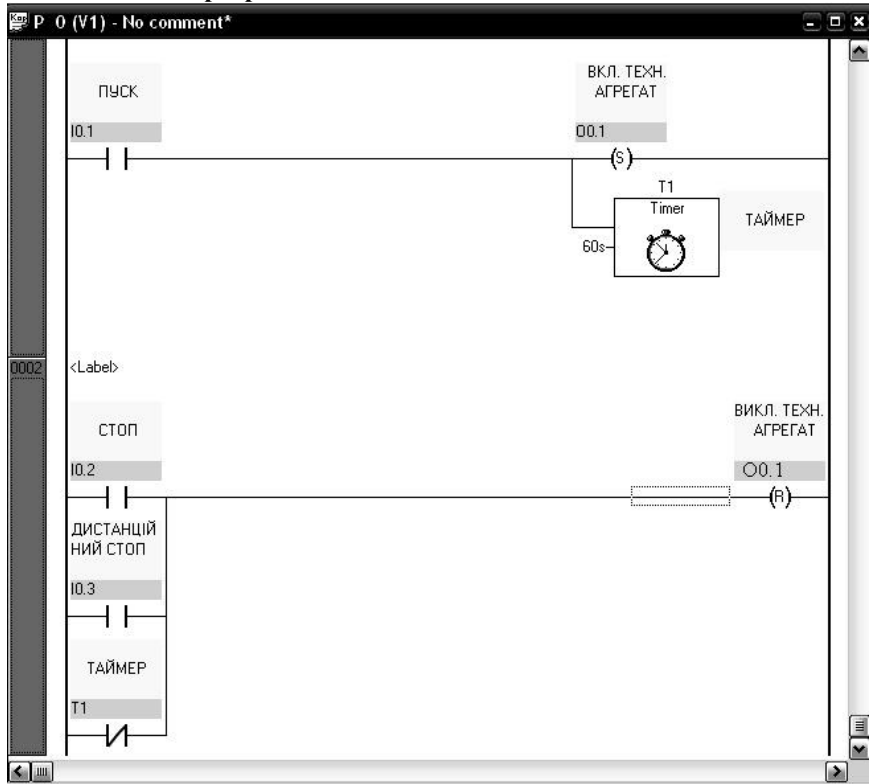 Kop P 0 (V1) - No comment*
ПУСК
I0.1
ВКЛ. ТЕХН.
АГРЕГАТ
O0.1
(S)
T1
Timer
60s
ТАЙМЕР
0002
<Label>
СТОП
I0.2
ВИКЛ. ТЕХН.
АГРЕГАТ
O0.1
(R)
ДИСТАНЦІЙ
НИЙ СТОП
I0.3
ТАЙМЕР
T1